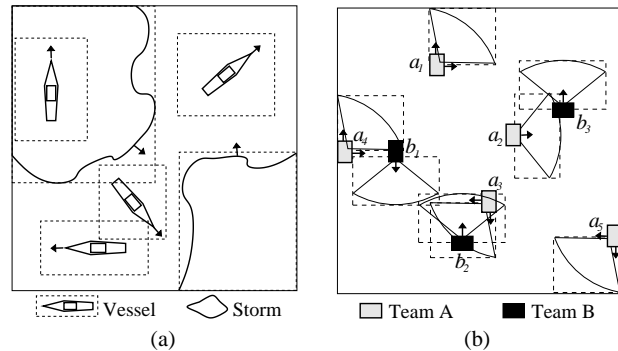 a1
a4
b1
a2
b3
a3
b2
a5
Vessel Storm
Team A Team B
(a) (b)